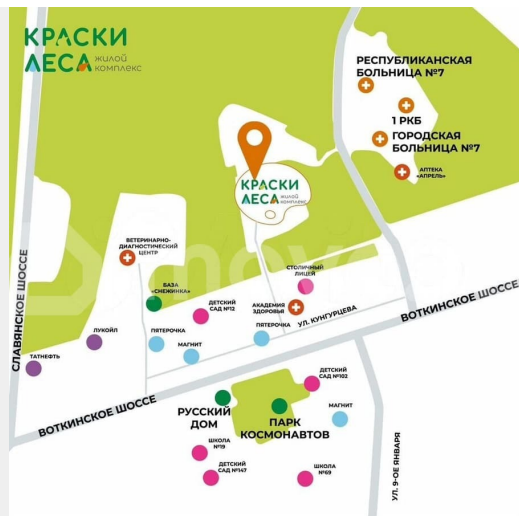 КРАСКИ
ЛЕСА жилой
комплекс
РЕСПУБЛИКАНСКАЯ
БОЛЬНИЦА №7
1 РКБ
ГОРОДСКАЯ
БОЛЬНИЦА №7
АПТЕКА
«АПРЕЛЬ»
КРАСКИ
ЛЕСА жилой
комплекс
ВЕТЕРИНАРНО-
ДИАГНОСТИЧЕСКИЙ
ЦЕНТР
СЛАВЯНСКОЕ ШОССЕ
СТОЛИЧНЫЙ
ЛИЦЕЙ
БАЗА
«СНЕЖИНКА»
ДЕТСКИЙ
САД №12
АКАДЕМИЯ
ЗДОРОВЬЯ
УЛ. КУНГУРЦЕВА
ВОТКИНСКОЕ ШОССЕ
ЛУКОЙЛ
ПЯТЕРОЧКА
МАГНИТ
ПЯТЕРОЧКА
ТАТНЕФТЬ
ВОТКИНСКОЕ ШОССЕ
ДЕТСКИЙ
САД №102
РУССКИЙ
ДОМ
ПАРК
КОСМОНАВТОВ
МАГНИТ
ШКОЛА
№19
ДЕТСКИЙ
САД №147
ШКОЛА
№69
УЛ. 9-ОЕ ЯНВАРЯ